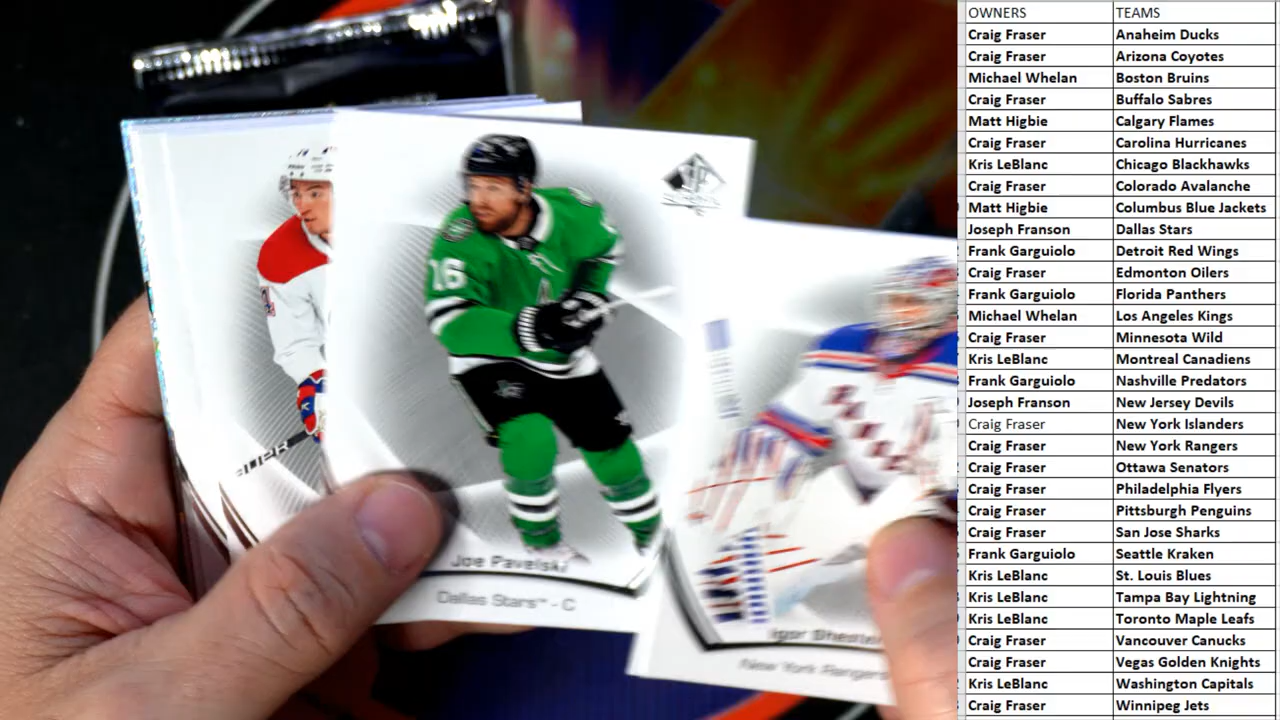 OWNERS TEAMS
Craig Fraser Anaheim Ducks
Craig Fraser Arizona Coyotes
Michael Whelan Boston Bruins
Craig Fraser Buffalo Sabres
Matt Higbie Calgary Flames
Craig Fraser Carolina Hurricanes
Kris LeBlanc Chicago Blackhawks
Craig Fraser Colorado Avalanche
Matt Higbie Columbus Blue Jackets
Joseph Franson Dallas Stars
Frank Garguiolo Detroit Red Wings
Craig Fraser Edmonton Oilers
Frank Garguiolo Florida Panthers
Michael Whelan Los Angeles Kings
Craig Fraser Minnesota Wild
Kris LeBlanc Montreal Canadiens
Frank Garguiolo Nashville Predators
Joseph Franson New Jersey Devils
Craig Fraser New York Islanders
Craig Fraser New York Rangers
Craig Fraser Ottawa Senators
Craig Fraser Philadelphia Flyers
Craig Fraser Pittsburgh Penguins
Craig Fraser San Jose Sharks
Frank Garguiolo Seattle Kraken
Kris LeBlanc St. Louis Blues
Kris LeBlanc Tampa Bay Lightning
Kris LeBlanc Toronto Maple Leafs
Craig Fraser Vancouver Canucks
Craig Fraser Vegas Golden Knights
Kris LeBlanc Washington Capitals
Craig Fraser Winnipeg Jets
16
Joe Pavelski
Dallas Stars™ - C
Igor
New York Rangers
BAUER